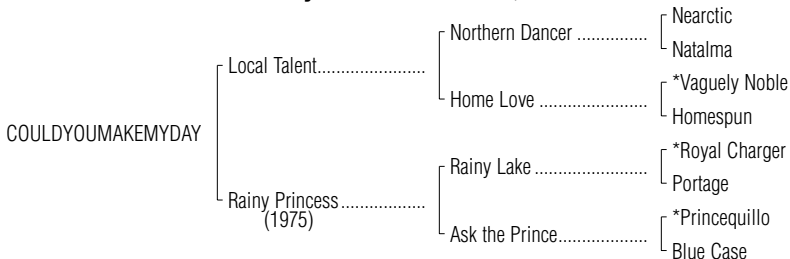 Nearctic
Northern Dancer ...............
Natalma
Local Talent.......................
*Vaguely Noble
Home Love .......................
Homespun
COULDYOUMAKEMYDAY
*Royal Charger
Rainy Lake ........................
Portage
Rainy Princess..................
(1975)
*Princequillo
Ask the Prince...................
Blue Case